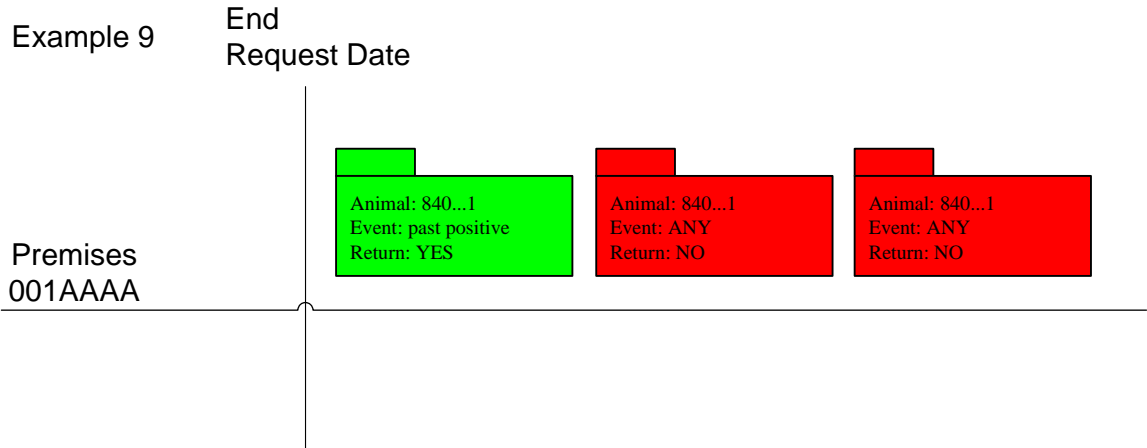 Example 9
End
Request Date
Animal: 840...1
Event: past positive
Return: YES
Animal: 840...1
Event: ANY
Return: NO
Animal: 840...1
Event: ANY
Return: NO
Premises
001AAAA